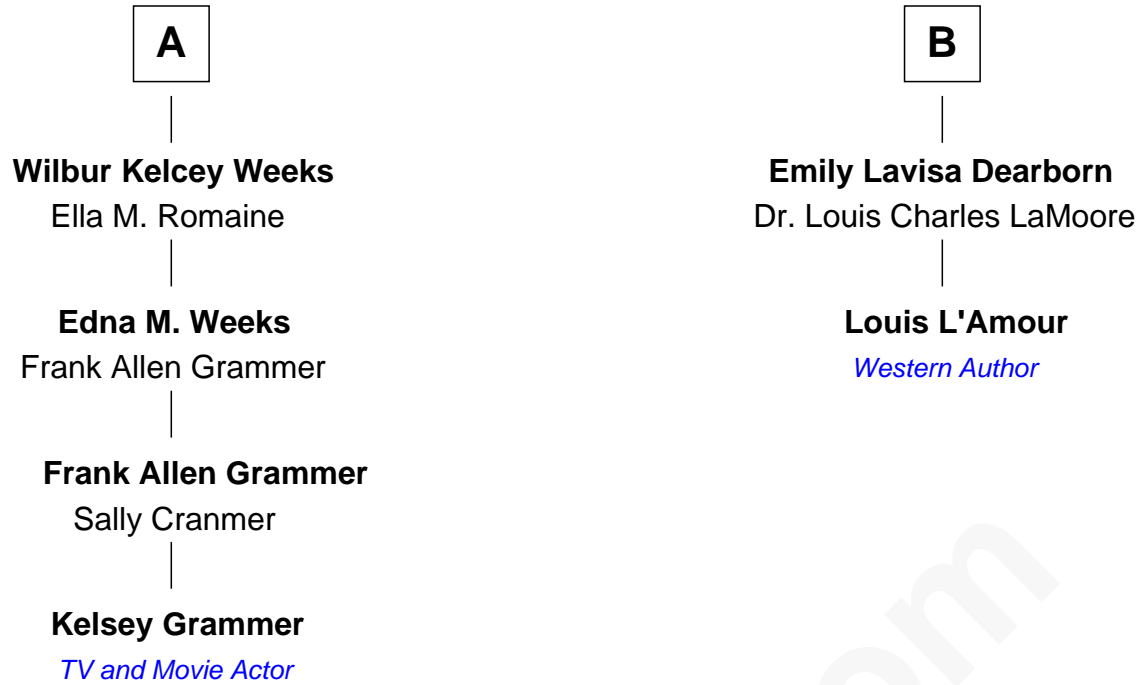 A
B
Wilbur Kelcey Weeks
Ella M. Romaine
Emily Lavisa Dearborn
Dr. Louis Charles LaMoore
Edna M. Weeks
Frank Allen Grammer
Louis L'Amour
Western Author
Frank Allen Grammer
Sally Cranmer
Kelsey Grammer
TV and Movie Actor
om